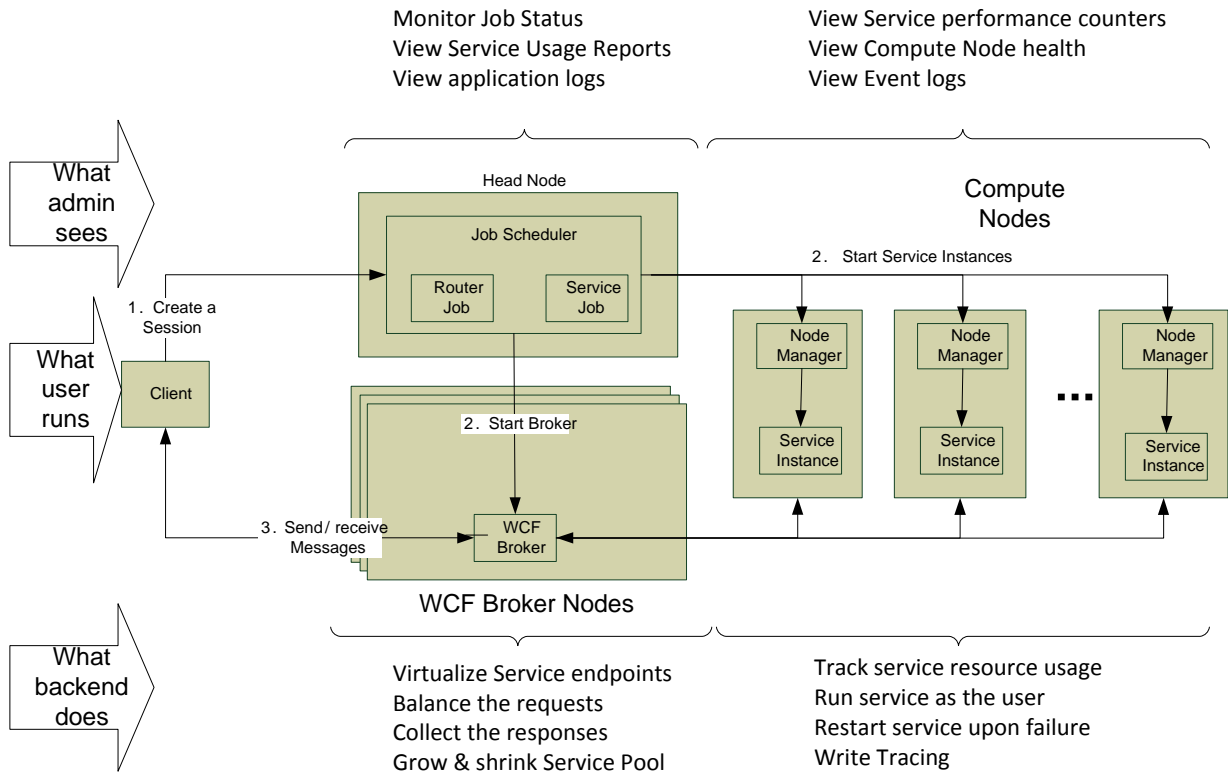 Monitor Job Status
View Service Usage Reports
View application logs
View Service performance counters
View Compute Node health
View Event logs
What
admin
sees
Head Node
Compute
Nodes
Job Scheduler
2. Start Service Instances
Router
Job
Service
Job
1. Create a
Session
Node
Manager
Node
Manager
Node
Manager
What
user
runs
Client
...
2. Start Broker
Service
Instance
Service
Instance
Service
Instance
3. Send/ receive
Messages
WCF
Broker
WCF Broker Nodes
What
backend
does
Virtualize Service endpoints
Balance the requests
Collect the responses
Grow & shrink Service Pool
Track service resource usage
Run service as the user
Restart service upon failure
Write Tracing